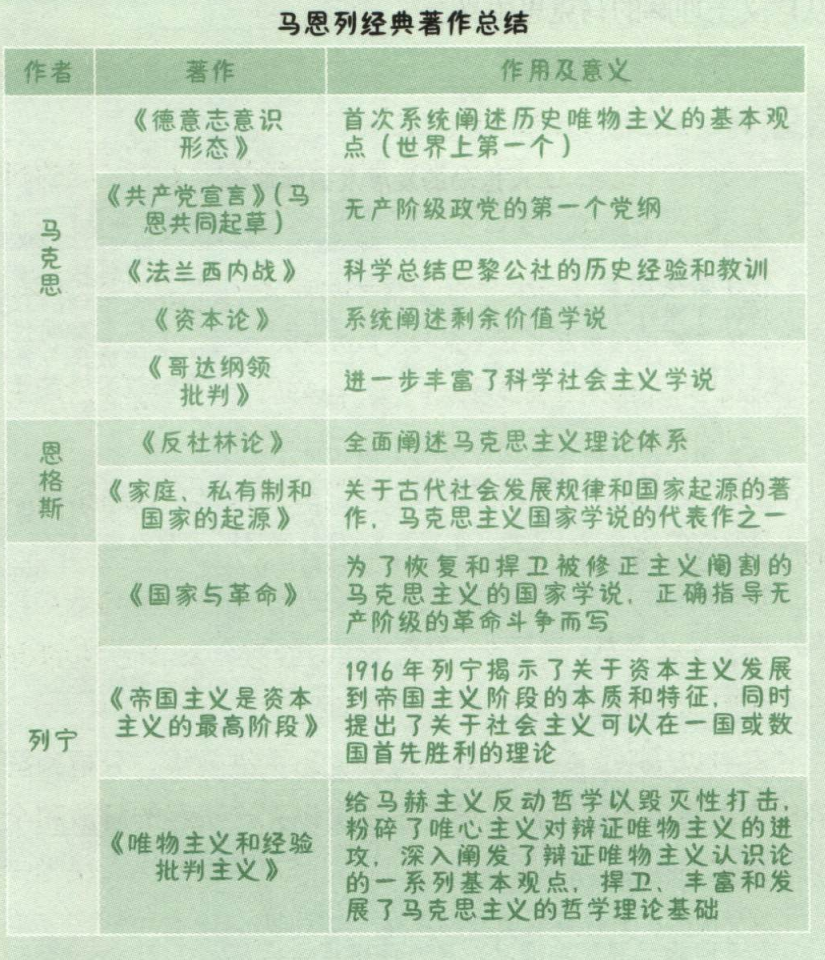 马恩列经典著作总结
作者 著作 作用及意义
马克思
《德意志意识
形态》
首次系统阐述历史唯物主义的基本观
点（世界上第一个）
《共产党宣言》（马
恩共同起草）
无产阶级政党的第一个党纲
《法兰西内战》
科学总结巴黎公社的历史经验和教训
《资本论》
系统阐述剩余价值学说
《哥达纲领
批判》
进一步丰富了科学社会主义学说
恩格斯
《反杜林论》
全面阐述马克思主义理论体系
《家庭、私有制和
国家的起源》
关于古代社会发展规律和国家起源的著
作，马克思主义国家学说的代表作之一
列宁
《国家与革命》
为了恢复和捍卫被修正主义阉割的
马克思主义的国家学说，正确指导无
产阶级的革命斗争而写
《帝国主义是资本
主义的最高阶段》
1916年列宁揭示了关于资本主义发展
到帝国主义阶段的本质和特征，同时
提出了关于社会主义可以在一国或数
国首先胜利的理论
《唯物主义和经验
批判主义》
给马赫主义反动哲学以毁灭性打击，
粉碎了唯心主义对辩证唯物主义的进
攻，深入阐发了辩证唯物主义认识论
的一系列基本观点，捍卫、丰富和发
展了马克思主义的哲学理论基础